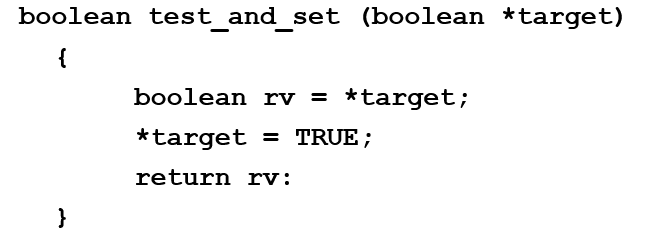 boolean test_and_set (boolean *target)
{
boolean rv = *target;
*target = TRUE;
return rv:
}